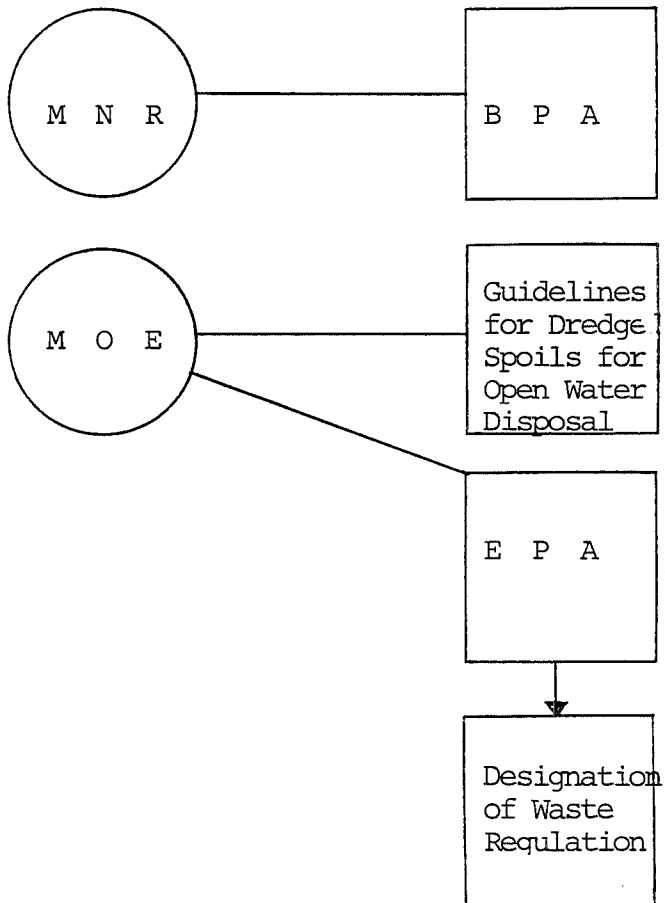 M N R
B P A
M O E
Guidelines
for Dredge
Spoils for
Open Water
Disposal
E P A
Designation
of Waste
Regulation